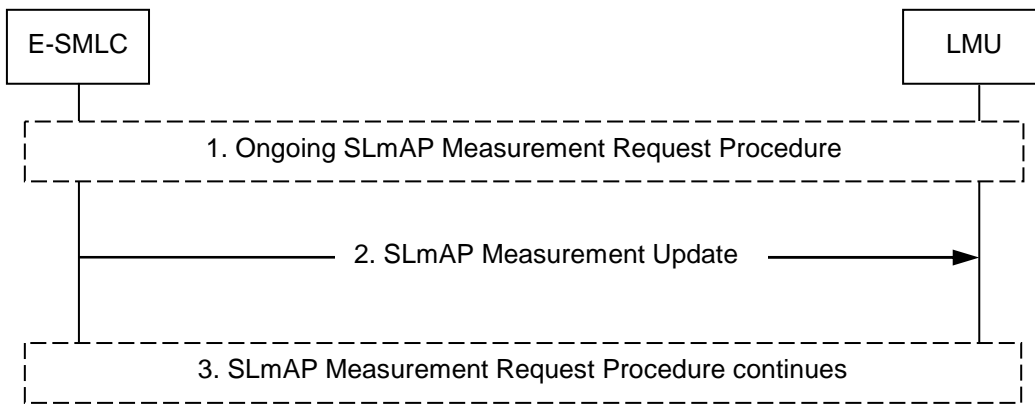 E-SMLC
LMU
1. Ongoing SLmAP Measurement Request Procedure
2. SLmAP Measurement Update
3. SLmAP Measurement Request Procedure continues